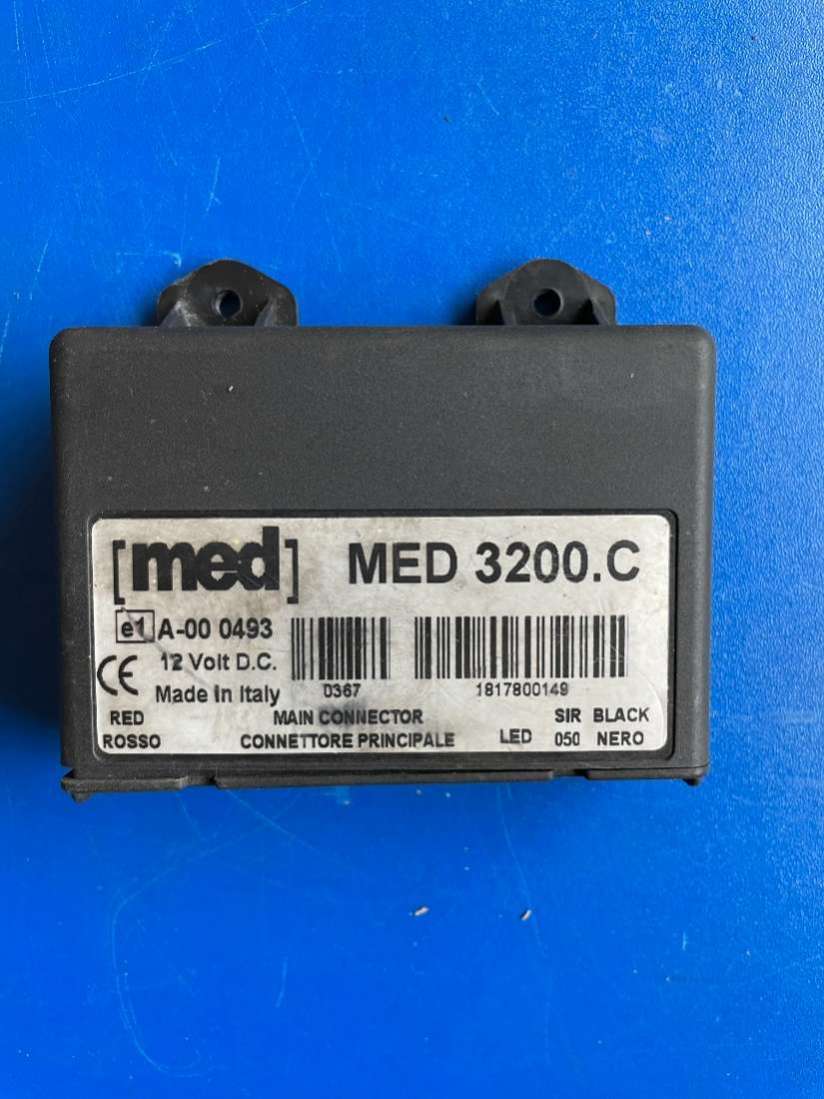 [med] MED 3200.C
e1 A-00 0493
12 Volt D.C.
CE Made in Italy 0367 1817800149
RED MAIN CONNECTOR SIR BLACK
ROSSO CONNETTORE PRINCIPALE LED 050 NERO